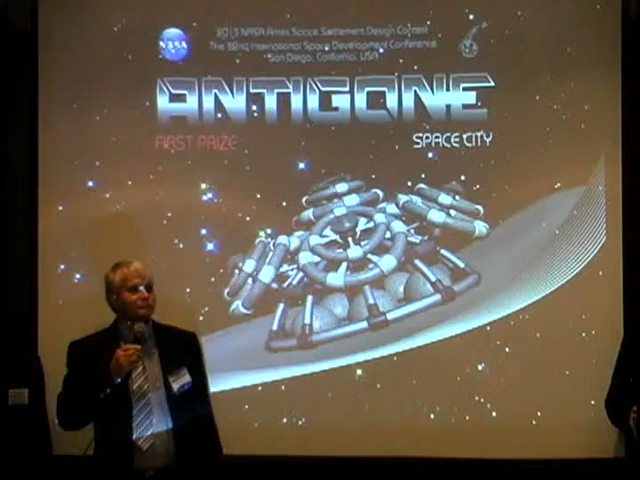 2013 NASA Ames Space Settlement Design Contest
NASA
The 32nd International Space Development Conference
San Diego, California, USA
ANTIGONE
FIRST PRIZE
SPACE CITY